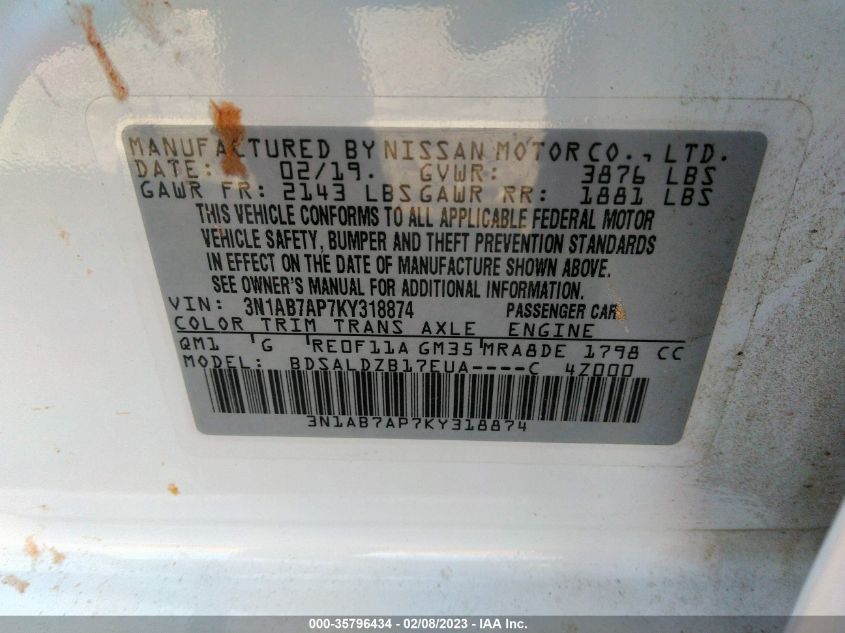 MANUFACTURED BY NISSAN MOTOR CO., LTD.
DATE: 02/19. GVWR: 3876 LBS
GAWR FR: 2143 LBS GAWR RR: 1881 LBS
THIS VEHICLE CONFORMS TO ALL APPLICABLE FEDERAL MOTOR
VEHICLE SAFETY, BUMPER AND THEFT PREVENTION STANDARDS
IN EFFECT ON THE DATE OF MANUFACTURE SHOWN ABOVE.
SEE OWNER'S MANUAL FOR ADDITIONAL INFORMATION.
VIN: 3N1AB7AP7KY318874 PASSENGER CAR
COLOR TRIM TRANS AXLE ENGINE
QM1 G RE0F11A GM35 MRA8DE 1798 CC
MODEL: BDSALDZB17EUA----C 4Z000
3N1AB7AP7KY318874
000-35796434 - 02/08/2023 - IAA Inc.